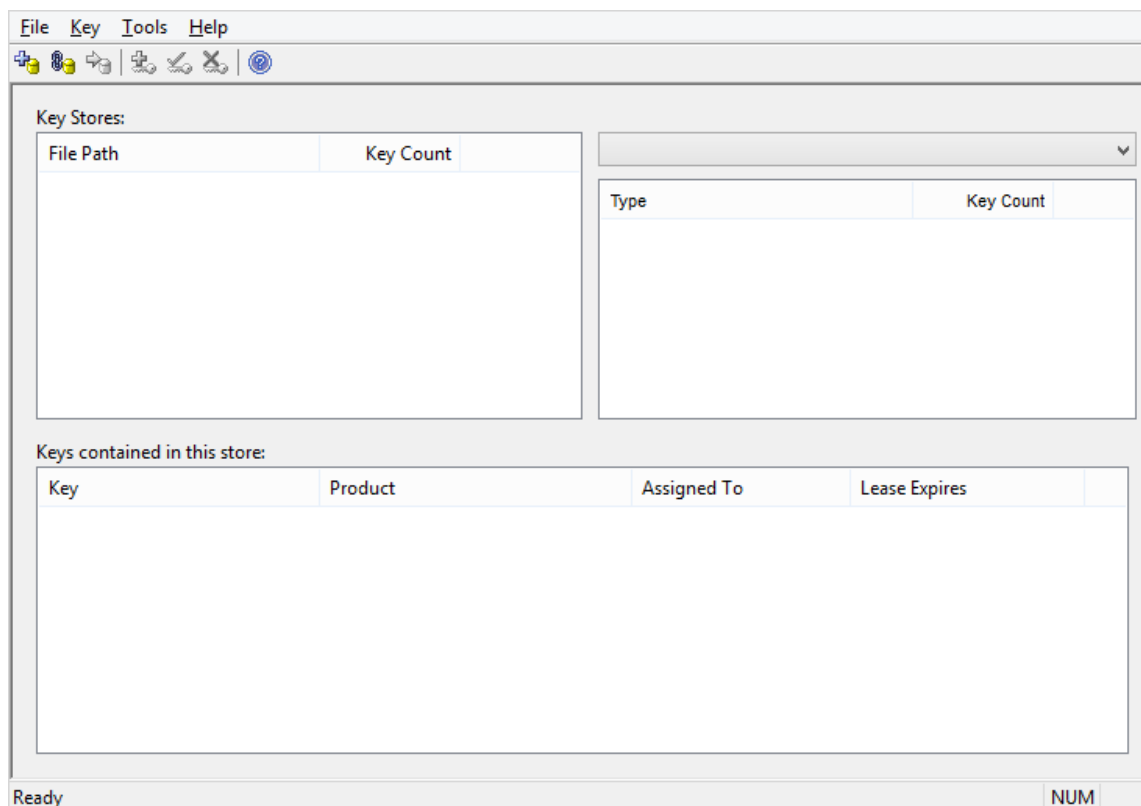 File Key Tools Help
Key Stores:
File Path Key Count
Type Key Count
Keys contained in this store:
Key Product Assigned To Lease Expires
Ready NUM